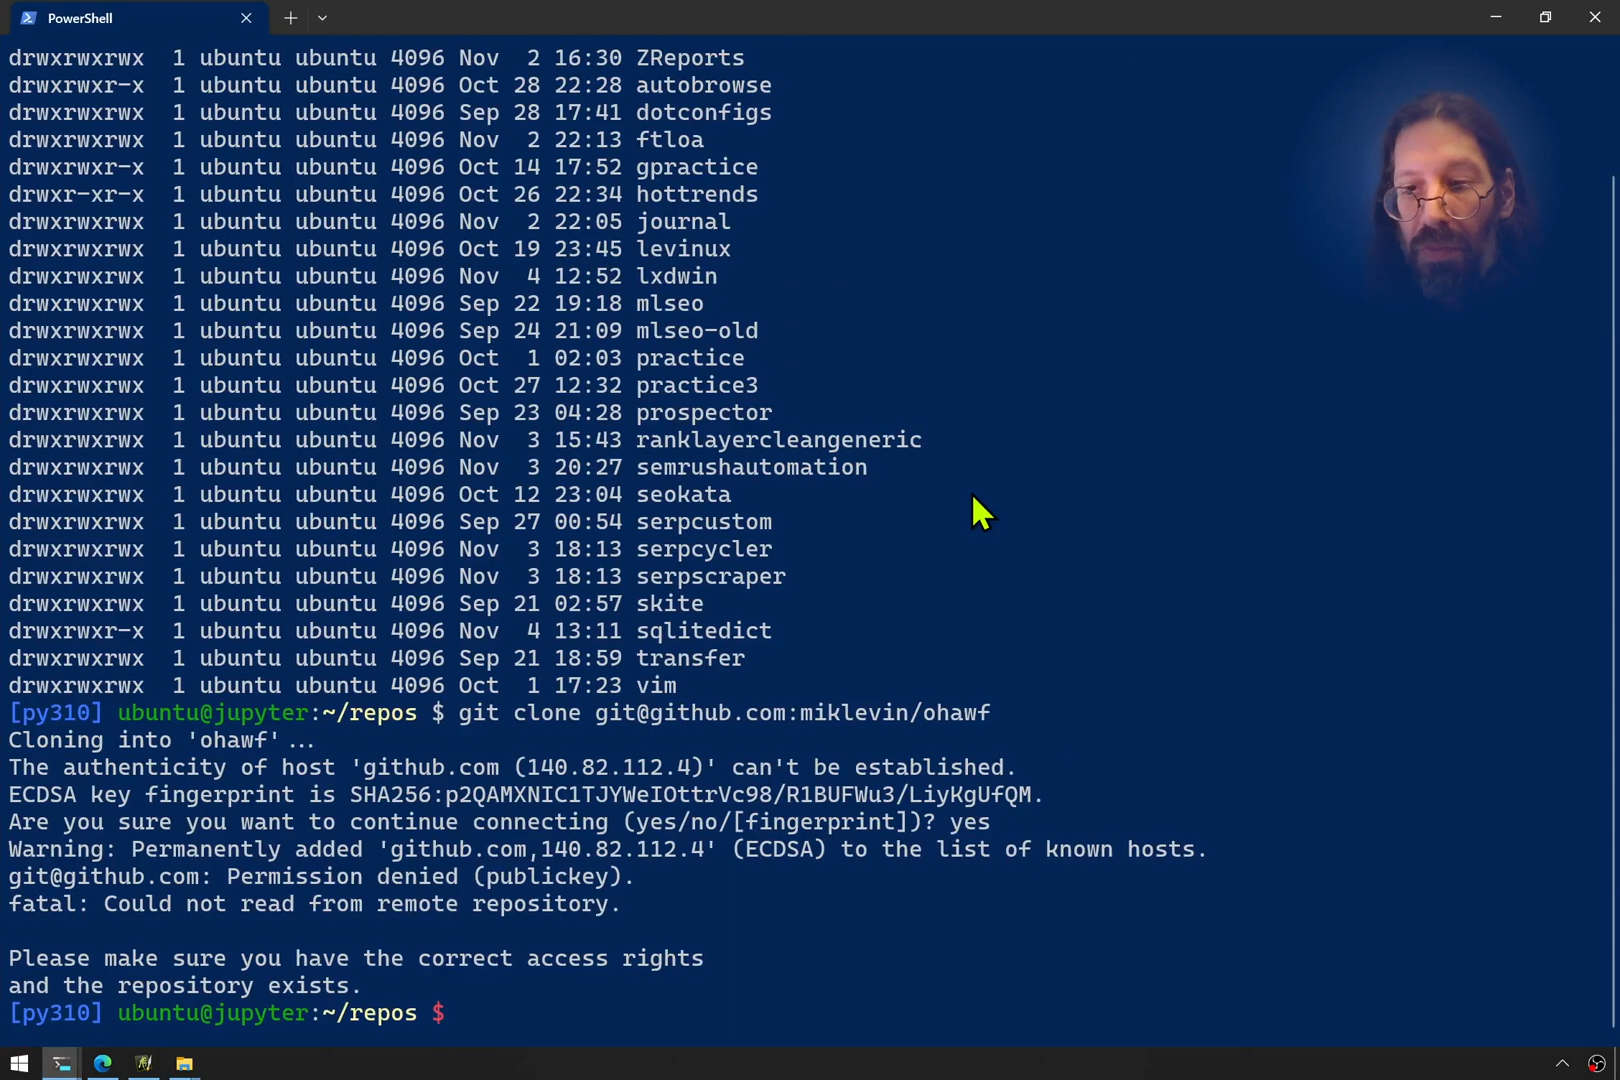 PowerShell
drwxrwxrwx  1 ubuntu ubuntu 4096 Nov  2 16:30 ZReports
drwxrwxr-x  1 ubuntu ubuntu 4096 Oct 28 22:28 autobrowse
drwxrwxrwx  1 ubuntu ubuntu 4096 Sep 28 17:41 dotconfigs
drwxrwxrwx  1 ubuntu ubuntu 4096 Nov  2 22:13 ftloa
drwxrwxr-x  1 ubuntu ubuntu 4096 Oct 14 17:52 gpractice
drwxr-xr-x  1 ubuntu ubuntu 4096 Oct 26 22:34 hottrends
drwxrwxrwx  1 ubuntu ubuntu 4096 Nov  2 22:05 journal
drwxrwxrwx  1 ubuntu ubuntu 4096 Oct 19 23:45 levinux
drwxrwxrwx  1 ubuntu ubuntu 4096 Nov  4 12:52 lxdwin
drwxrwxrwx  1 ubuntu ubuntu 4096 Sep 22 19:18 mlseo
drwxrwxrwx  1 ubuntu ubuntu 4096 Sep 24 21:09 mlseo-old
drwxrwxrwx  1 ubuntu ubuntu 4096 Oct  1 02:03 practice
drwxrwxrwx  1 ubuntu ubuntu 4096 Oct 27 12:32 practice3
drwxrwxrwx  1 ubuntu ubuntu 4096 Sep 23 04:28 prospector
drwxrwxrwx  1 ubuntu ubuntu 4096 Nov  3 15:43 ranklayercleangeneric
drwxrwxrwx  1 ubuntu ubuntu 4096 Nov  3 20:27 semrushautomation
drwxrwxrwx  1 ubuntu ubuntu 4096 Oct 12 23:04 seokata
drwxrwxrwx  1 ubuntu ubuntu 4096 Sep 27 00:54 serpcustom
drwxrwxrwx  1 ubuntu ubuntu 4096 Nov  3 18:13 serpcycler
drwxrwxrwx  1 ubuntu ubuntu 4096 Nov  3 18:13 serpscraper
drwxrwxrwx  1 ubuntu ubuntu 4096 Sep 21 02:57 skite
drwxrwxr-x  1 ubuntu ubuntu 4096 Nov  4 13:11 sqlitedict
drwxrwxrwx  1 ubuntu ubuntu 4096 Sep 21 18:59 transfer
drwxrwxrwx  1 ubuntu ubuntu 4096 Oct  1 17:23 vim
[py310] ubuntu@jupyter:~/repos $ git clone git@github.com:miklevin/ohawf
Cloning into 'ohawf'...
The authenticity of host 'github.com (140.82.112.4)' can't be established.
ECDSA key fingerprint is SHA256:p2QAMXNIC1TJYWeIOttrVc98/R1BUFWu3/LiyKgUfQM.
Are you sure you want to continue connecting (yes/no/[fingerprint])? yes
Warning: Permanently added 'github.com,140.82.112.4' (ECDSA) to the list of known hosts.
git@github.com: Permission denied (publickey).
fatal: Could not read from remote repository.
Please make sure you have the correct access rights
and the repository exists.
[py310] ubuntu@jupyter:~/repos $